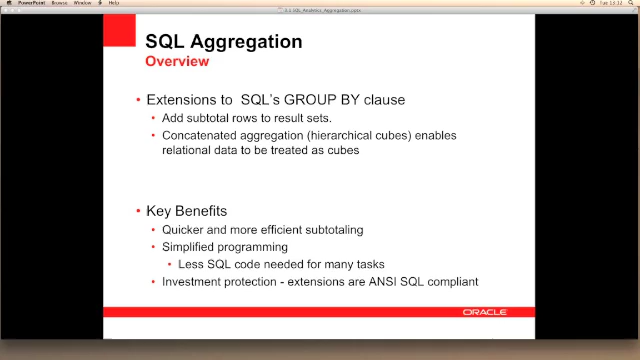 PowerPoint Browse Window Help
Tue 13:12
5.1 SQL_Analytics_Aggregation.pptx
SQL Aggregation
Overview
• Extensions to SQL's GROUP BY clause
• Add subtotal rows to result sets.
• Concatenated aggregation (hierarchical cubes) enables
relational data to be treated as cubes
• Key Benefits
• Quicker and more efficient subtotaling
• Simplified programming
• Less SQL code needed for many tasks
• Investment protection - extensions are ANSI SQL compliant
ORACLE